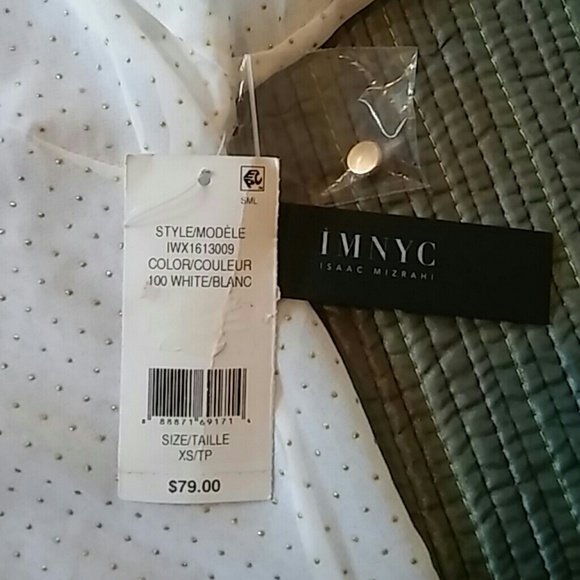 SML
STYLE/MODÈLE
IWX1613009
COLOR/COULEUR
100 WHITE/BLANC
8 88871 69171 4
SIZE/TAILLE
XS/TP
$79.00
IMNYC
ISAAC MIZRAHI